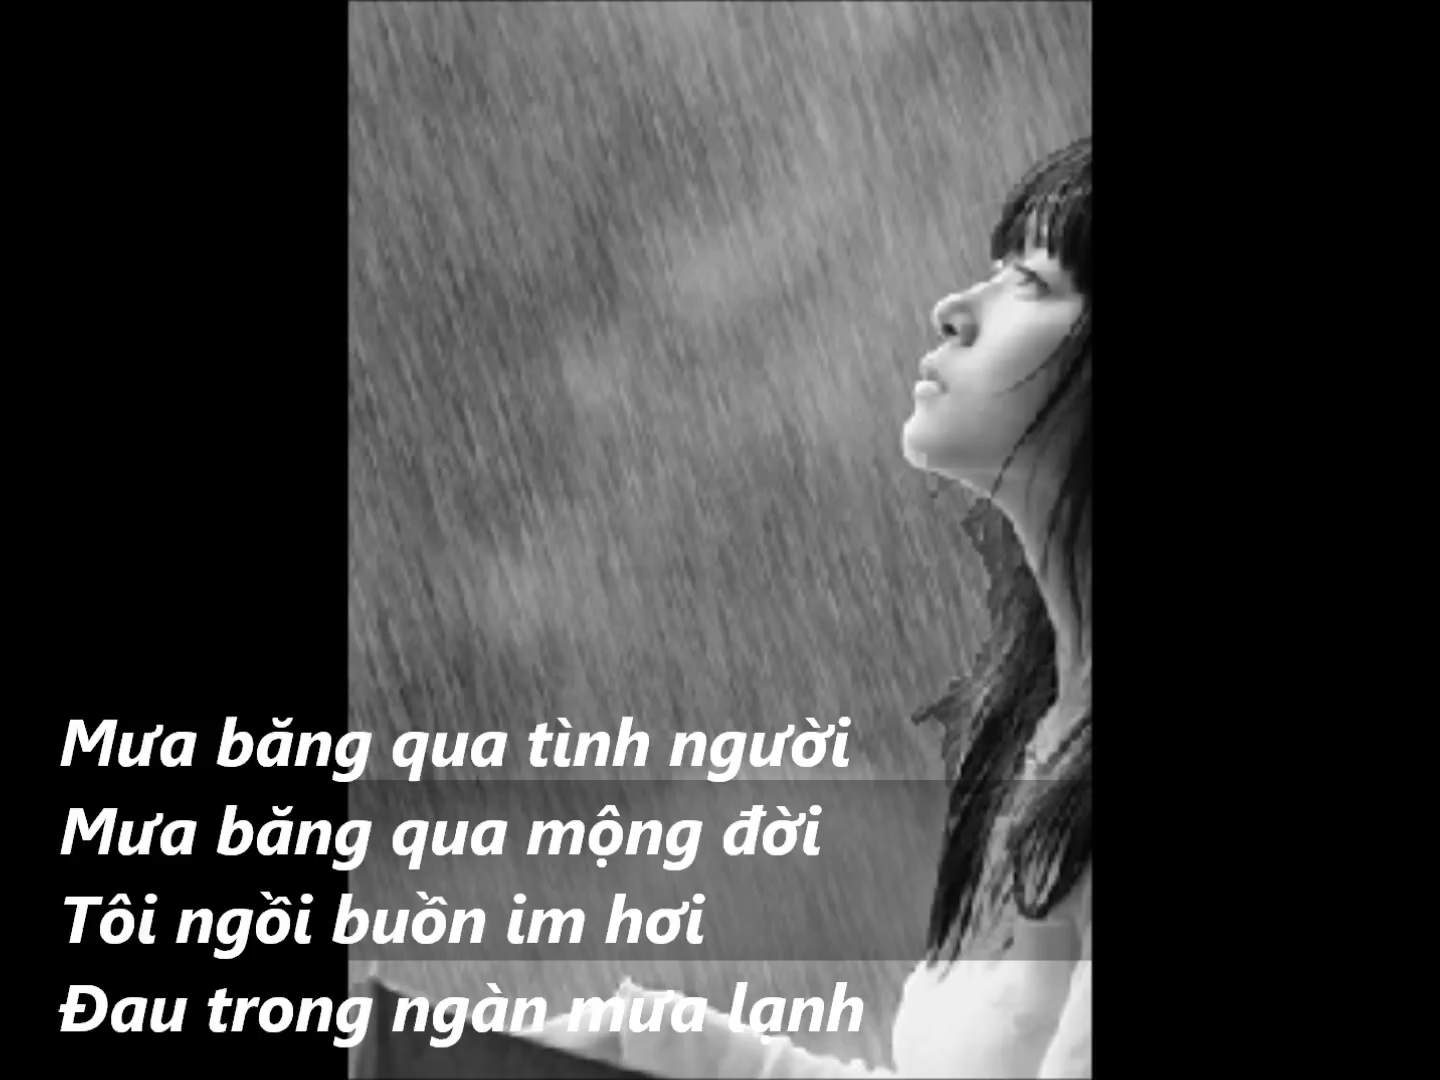 Mưa băng qua tình người
Mưa băng qua mộng đời
Tôi ngồi buồn im hơi
Đau trong ngàn mưa lạnh